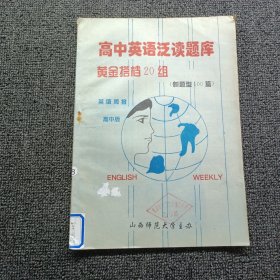 高中英语泛读题库
黄金搭档20组
(新题型100篇)
英语周报
高中版
ENGLISH WEEKLY
山西师范大学主办